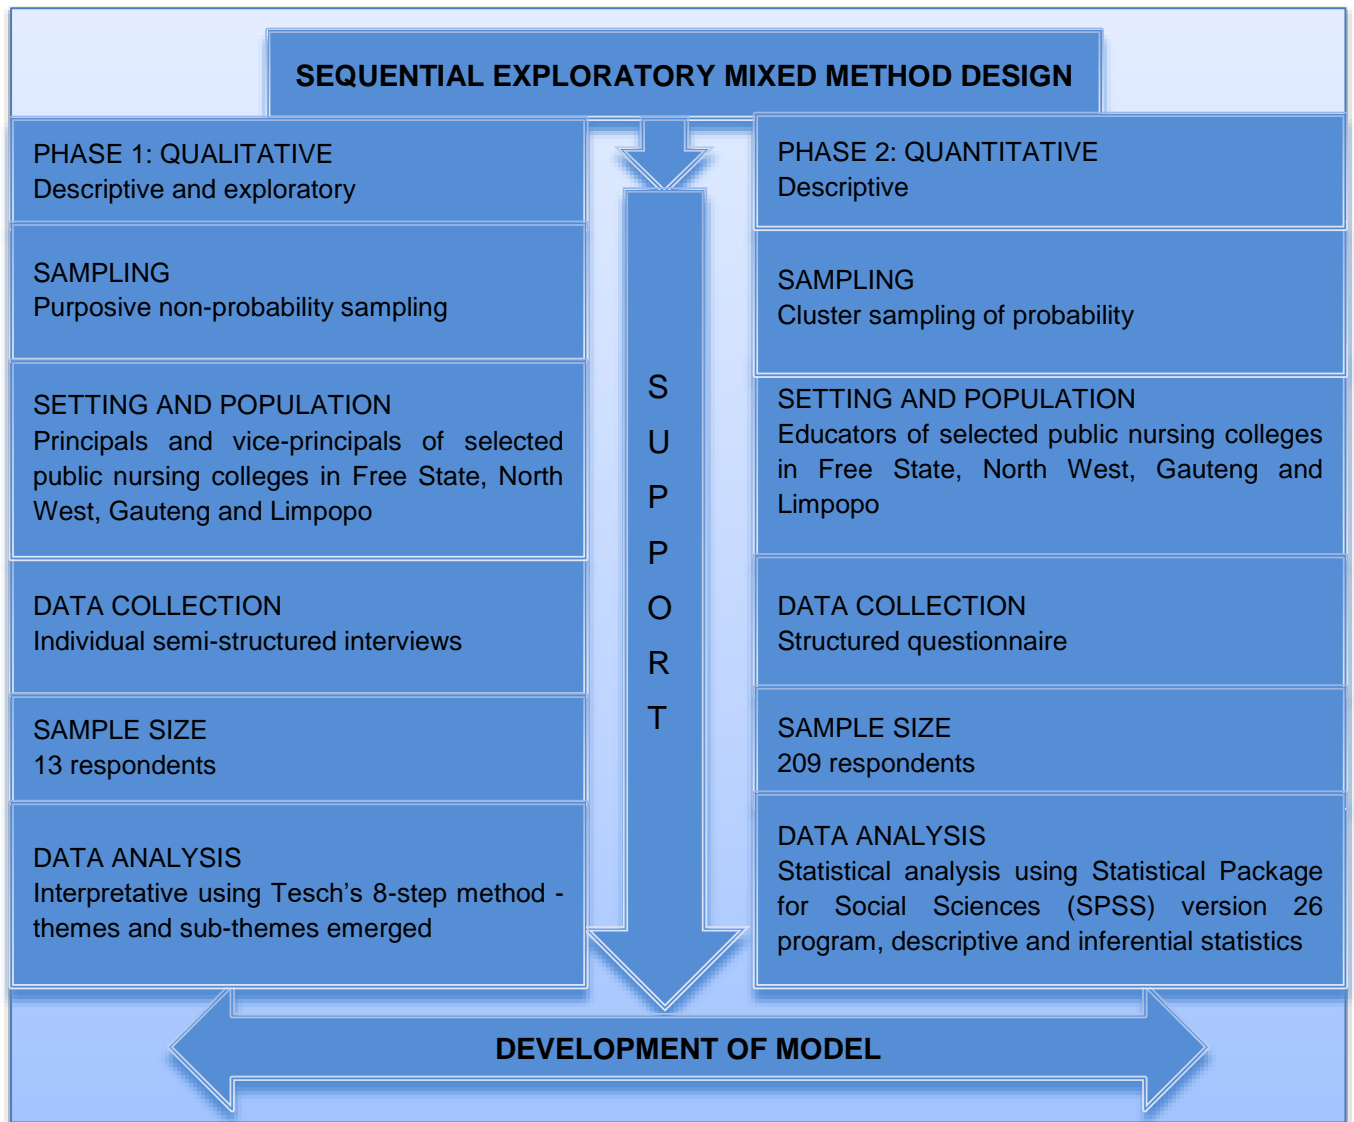 SEQUENTIAL EXPLORATORY MIXED METHOD DESIGN
PHASE 1: QUALITATIVE
Descriptive and exploratory
SAMPLING
Purposive non-probability sampling
SETTING AND POPULATION
Principals and vice-principals of selected
public nursing colleges in Free State, North
West, Gauteng and Limpopo
DATA COLLECTION
Individual semi-structured interviews
SAMPLE SIZE
13 respondents
DATA ANALYSIS
Interpretative using Tesch's 8-step method -
themes and sub-themes emerged
S
U
P
P
O
R
T
PHASE 2: QUANTITATIVE
Descriptive
SAMPLING
Cluster sampling of probability
SETTING AND POPULATION
Educators of selected public nursing colleges
in Free State, North West, Gauteng and
Limpopo
DATA COLLECTION
Structured questionnaire
SAMPLE SIZE
209 respondents
DATA ANALYSIS
Statistical analysis using Statistical Package
for Social Sciences (SPSS) version 26
program, descriptive and inferential statistics
DEVELOPMENT OF MODEL